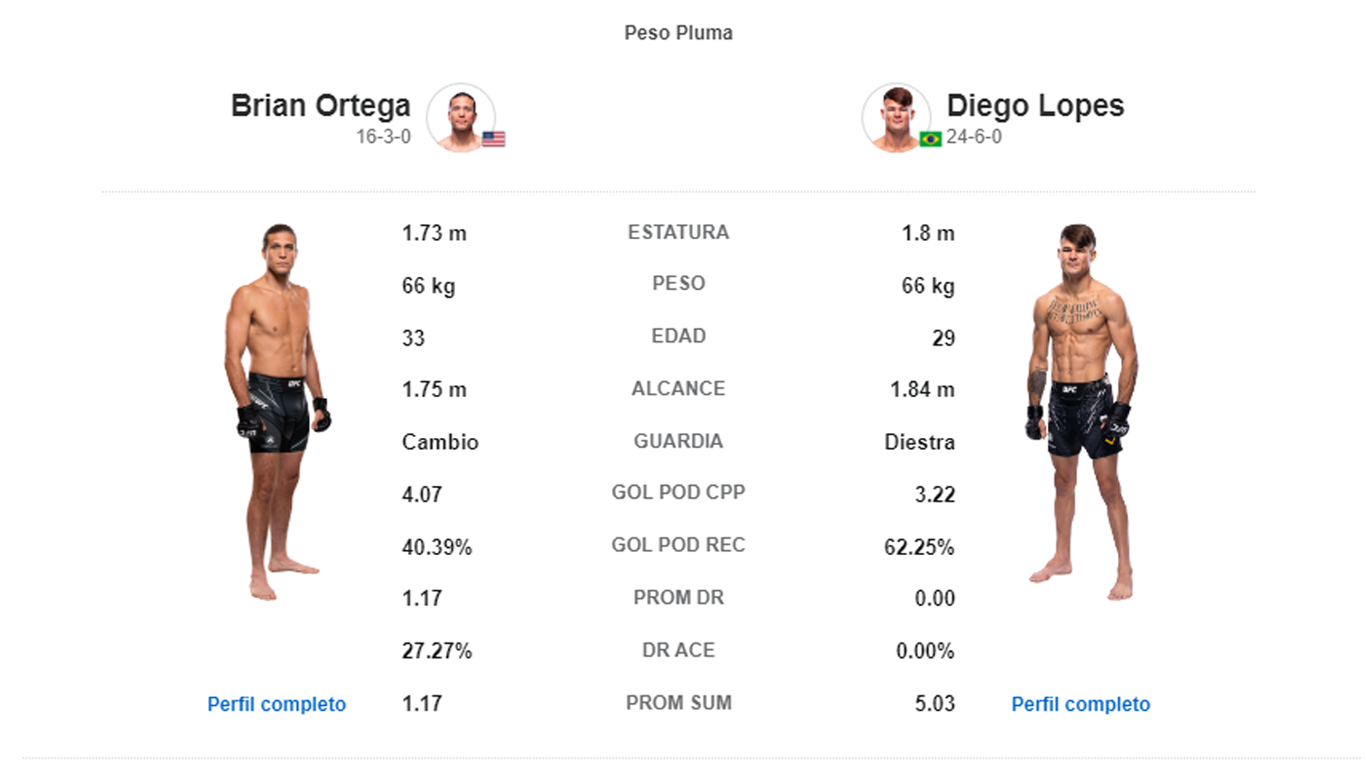 Peso Pluma
Brian Ortega
16-3-0
Diego Lopes
24-6-0
1.73 m ESTATURA 1.8 m
66 kg PESO 66 kg
33 EDAD 29
1.75 m ALCANCE 1.84 m
Cambio GUARDIA Diestra
4.07 GOL POD CPP 3.22
40.39% GOL POD REC 62.25%
1.17 PROM DR 0.00
27.27% DR ACE 0.00%
Perfil completo 1.17 PROM SUM 5.03 Perfil completo